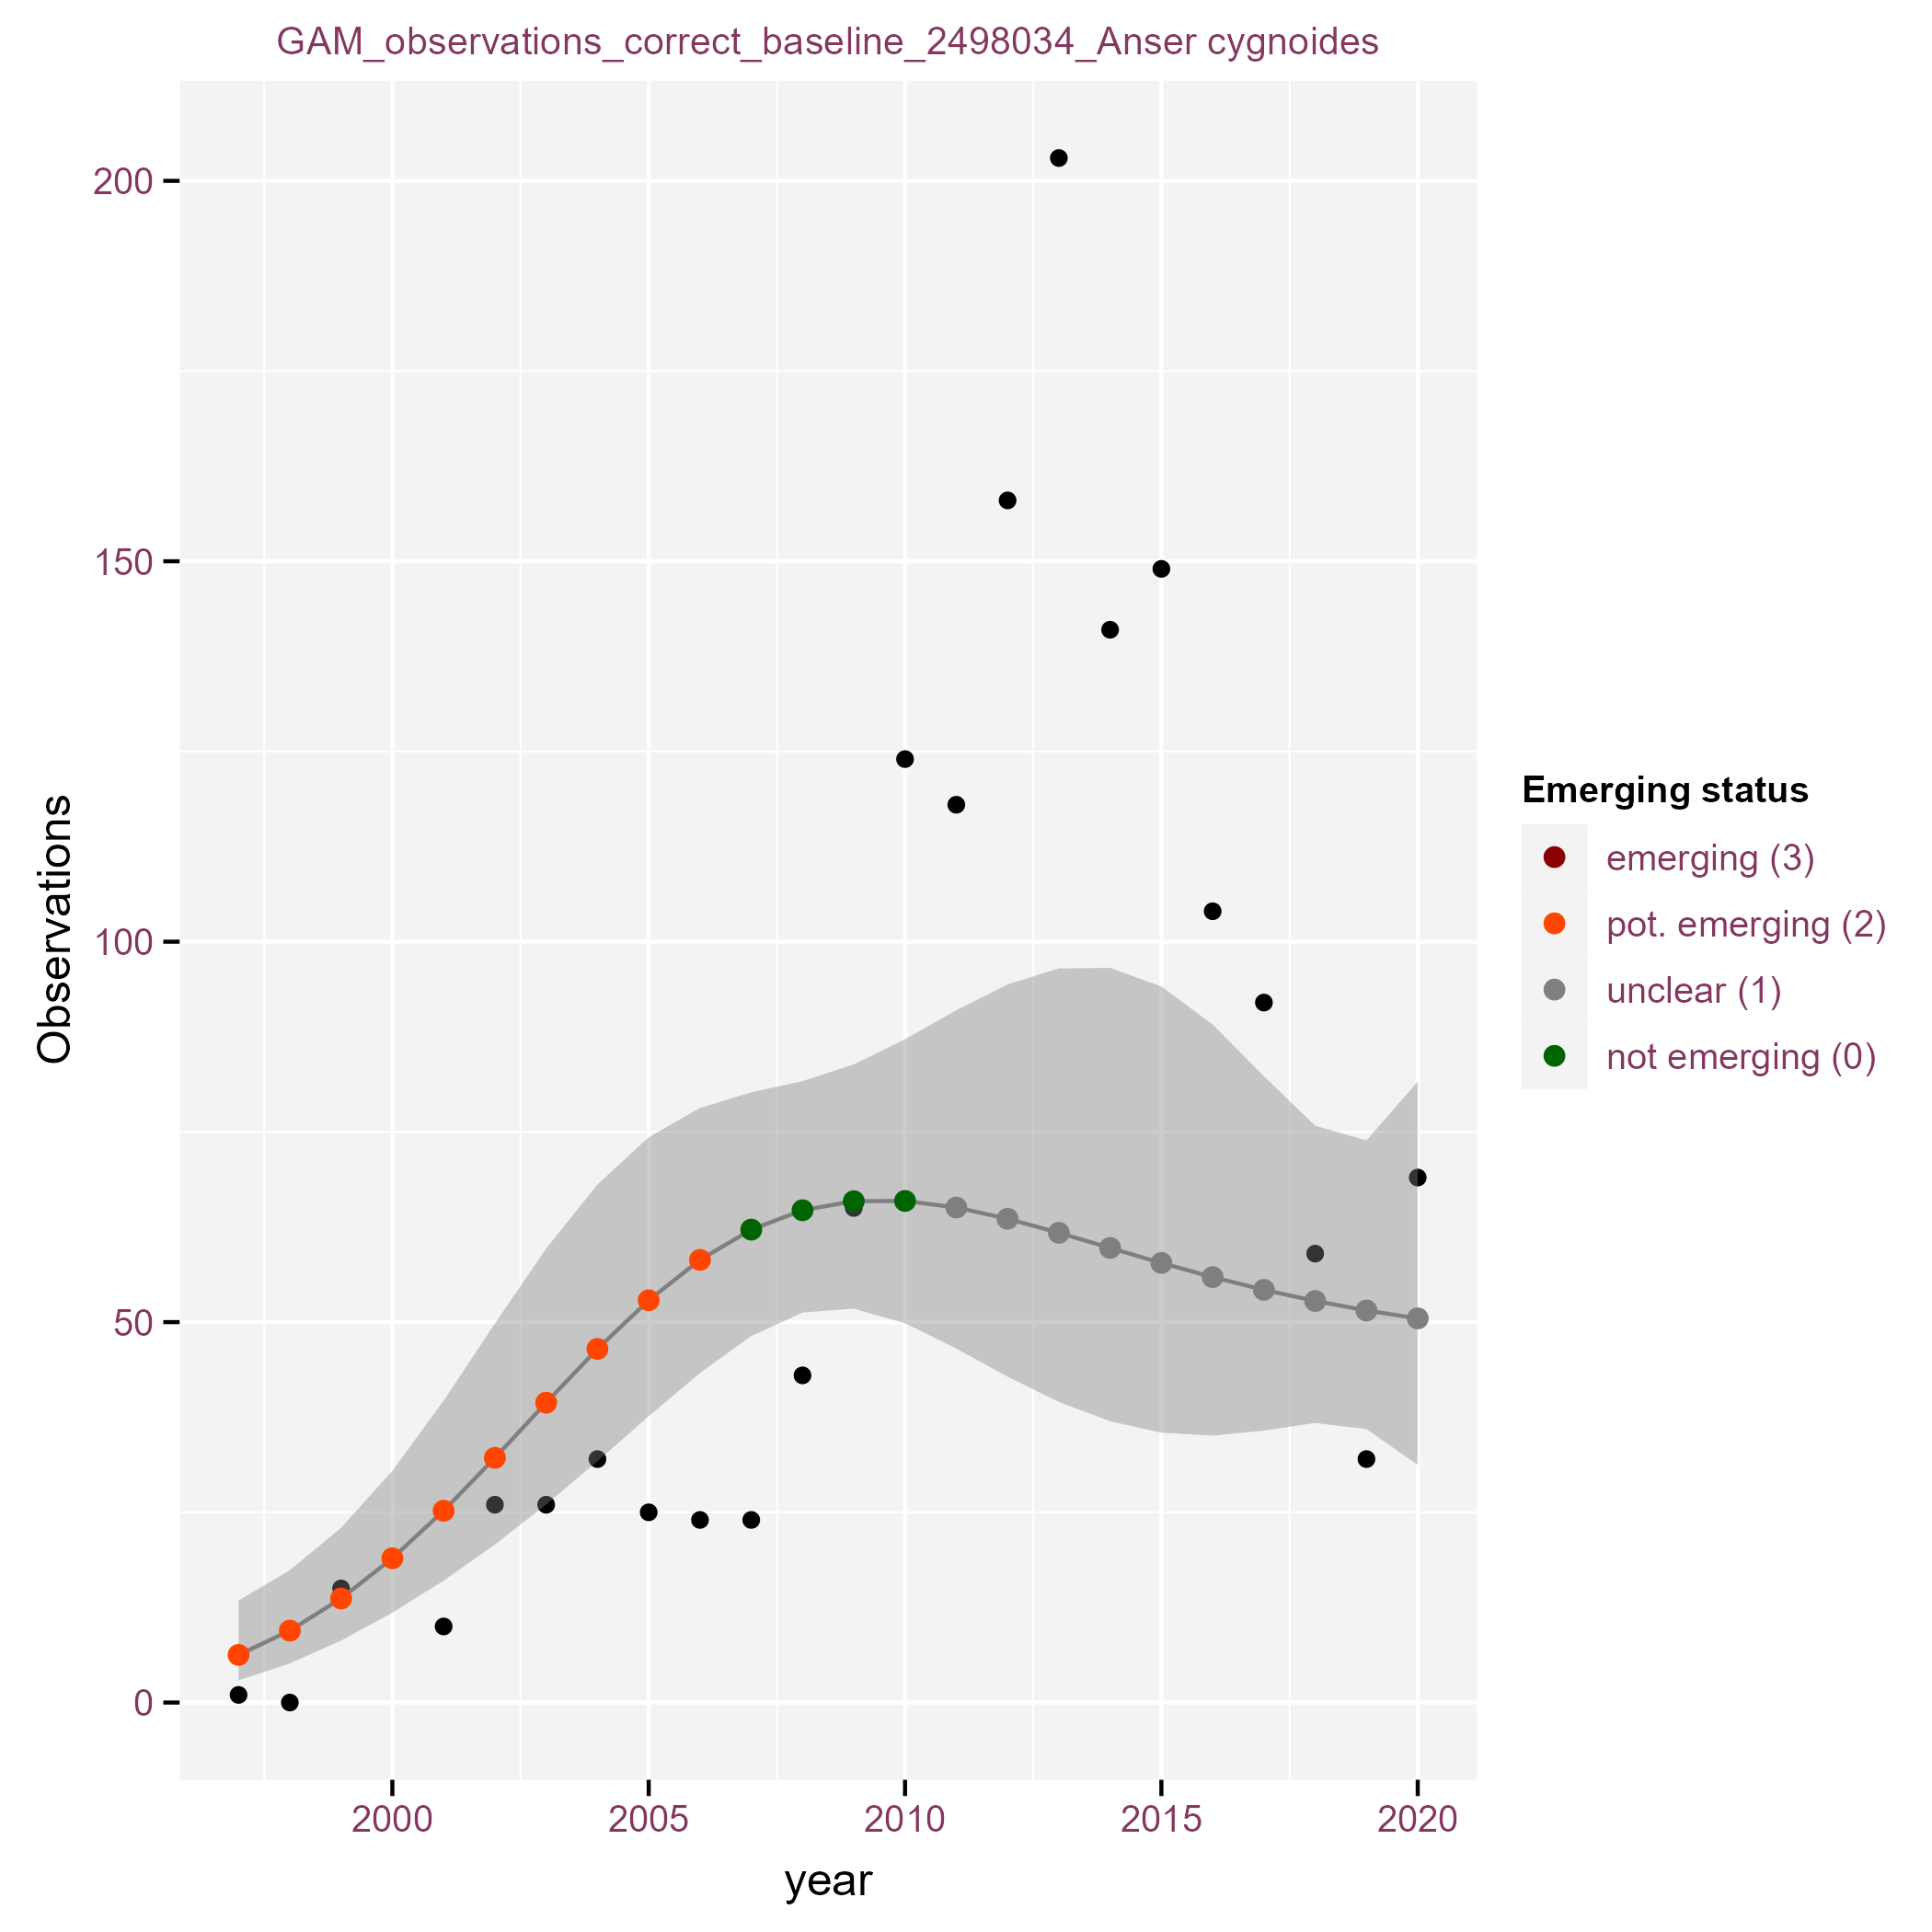 GAM_observations_correct_baseline_2498034_Anser cygnoides
Observations
200
150
100
50
0
2000 2005 2010 2015 2020
year
Emerging status
emerging (3)
pot. emerging (2)
unclear (1)
not emerging (0)